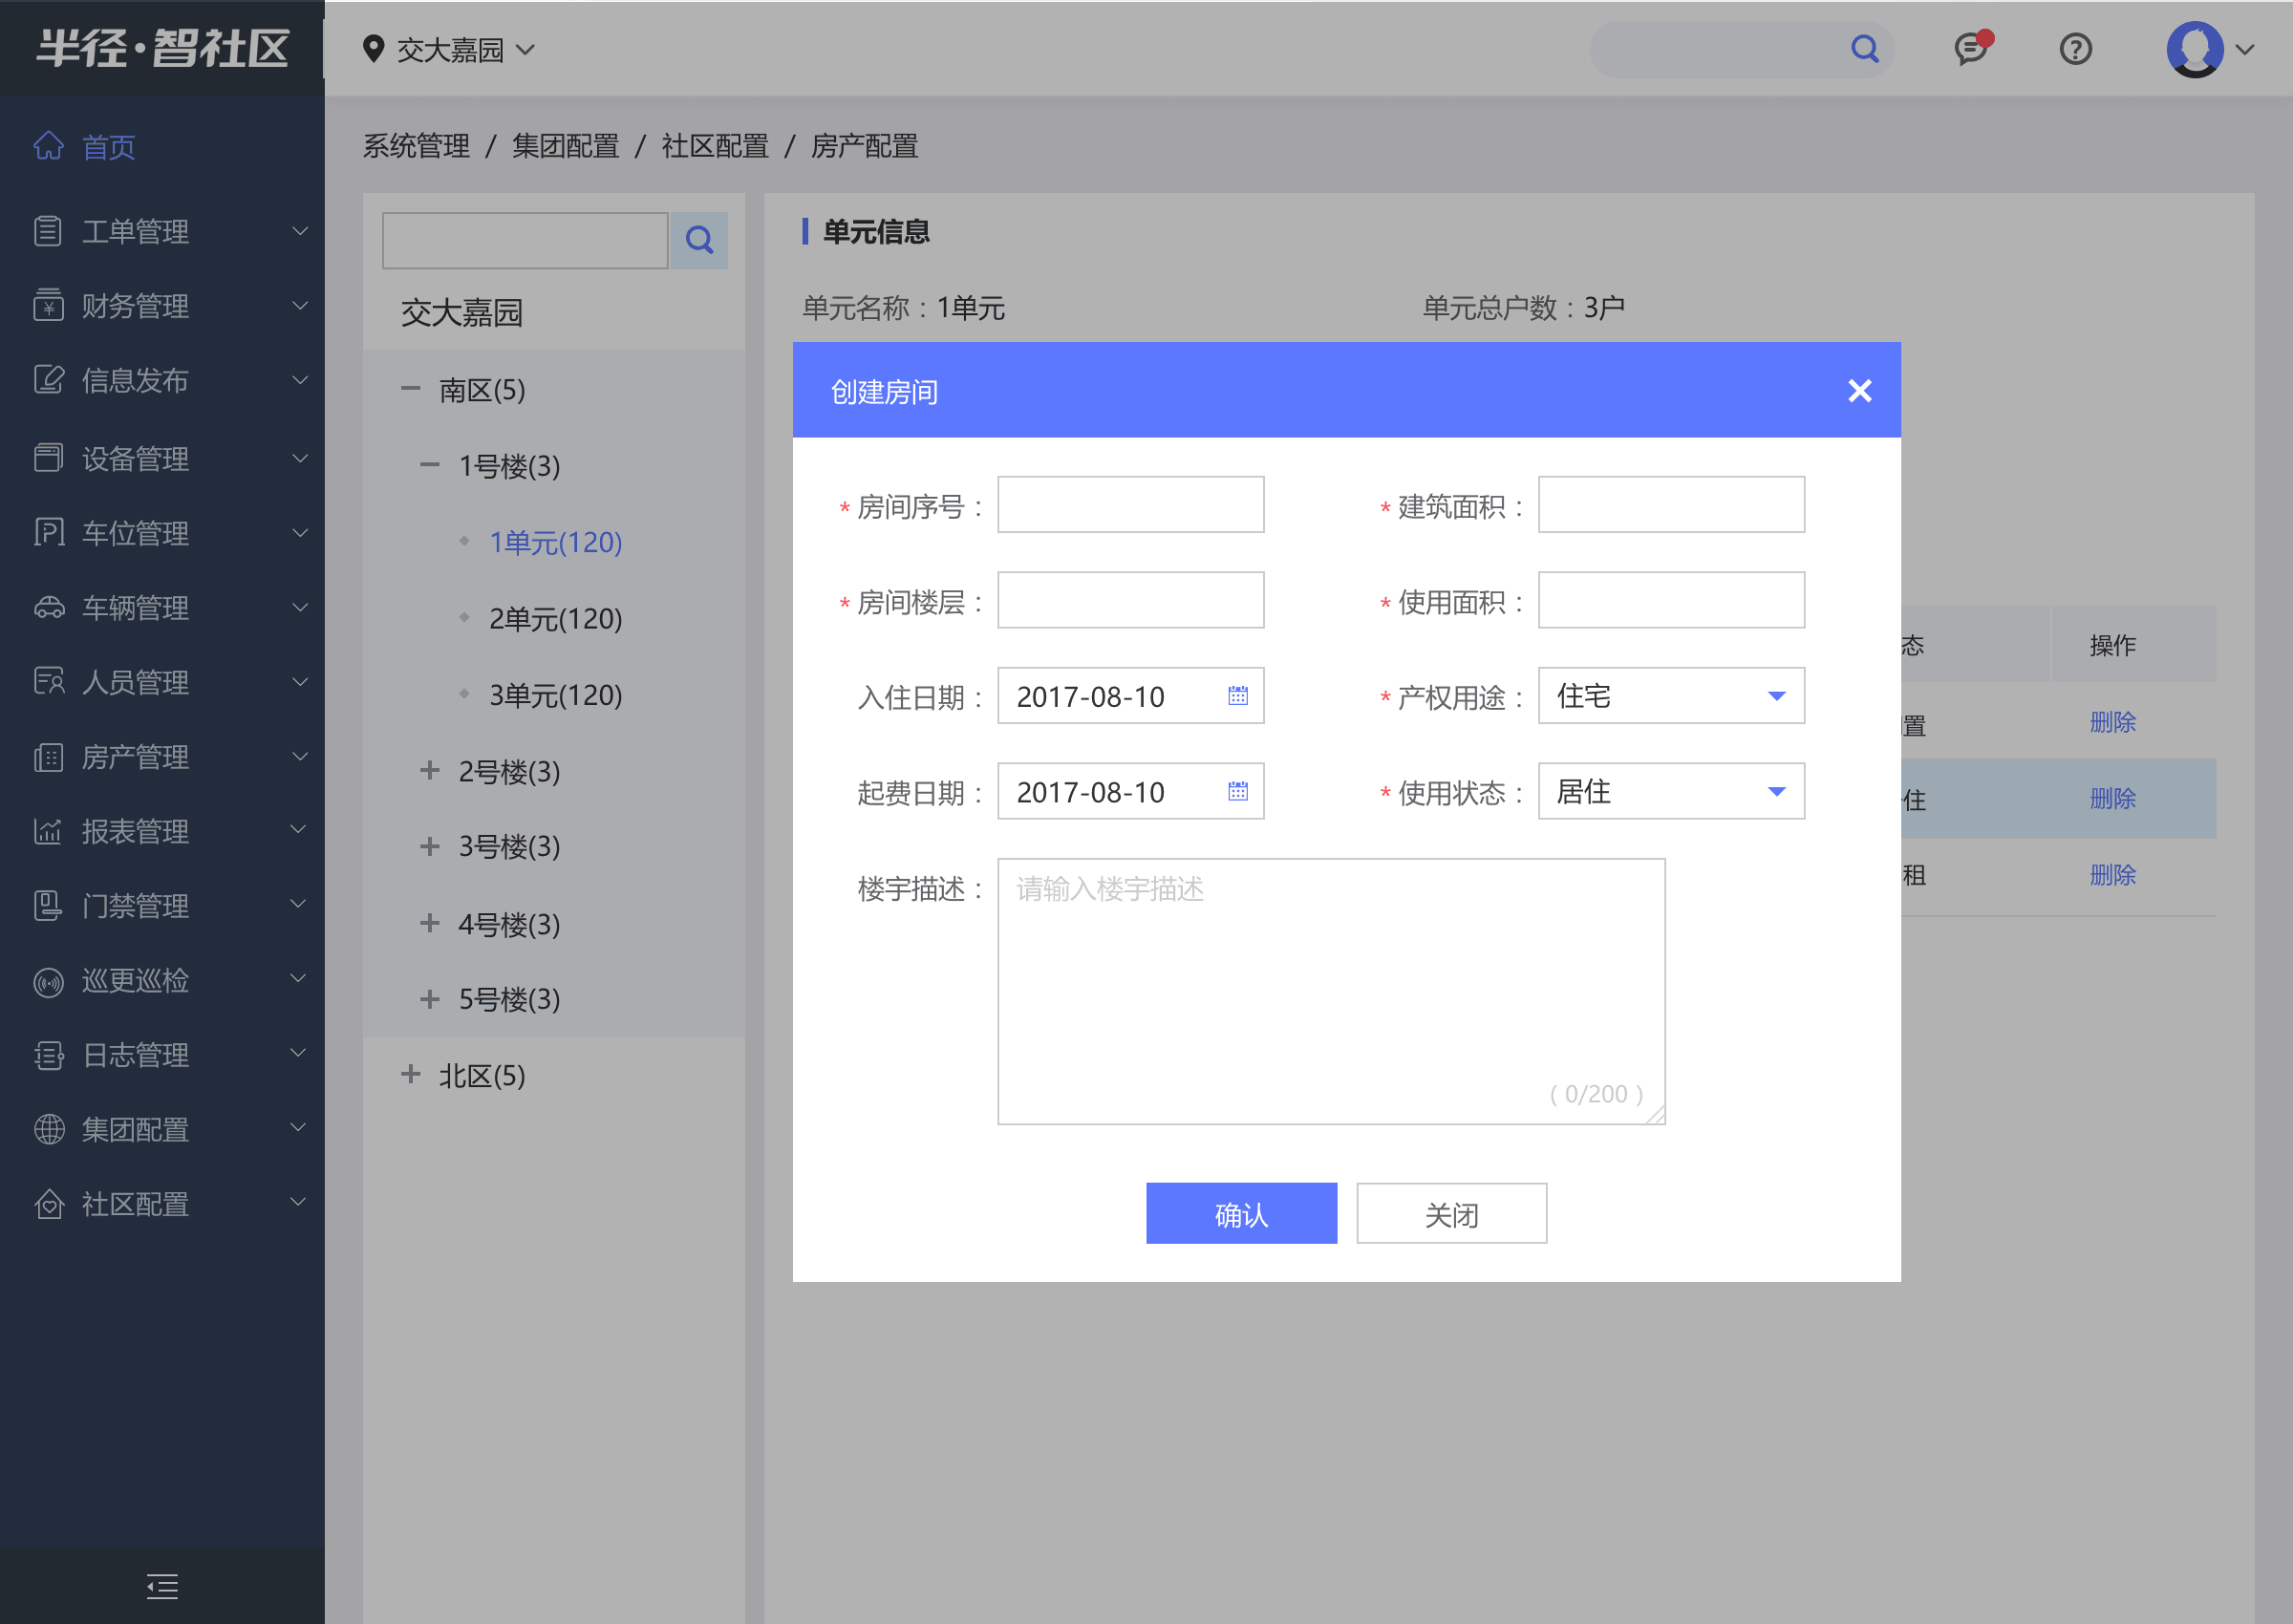 半径·智社区
交大嘉园
首页
工单管理
财务管理
信息发布
设备管理
车位管理
车辆管理
人员管理
房产管理
报表管理
门禁管理
巡更巡检
日志管理
集团配置
社区配置
系统管理 / 集团配置 / 社区配置 / 房产配置
交大嘉园
南区(5)
1号楼(3)
1单元(120)
2单元(120)
3单元(120)
2号楼(3)
3号楼(3)
4号楼(3)
5号楼(3)
北区(5)
单元信息
单元名称：1单元 单元总户数：3户
创建房间
* 房间序号： * 建筑面积：
* 房间楼层： * 使用面积：
入住日期： 2017-08-10 * 产权用途： 住宅
起费日期： 2017-08-10 * 使用状态： 居住
楼宇描述： 请输入楼宇描述
( 0/200 )
确认 关闭
态 操作
置 删除
住 删除
租 删除